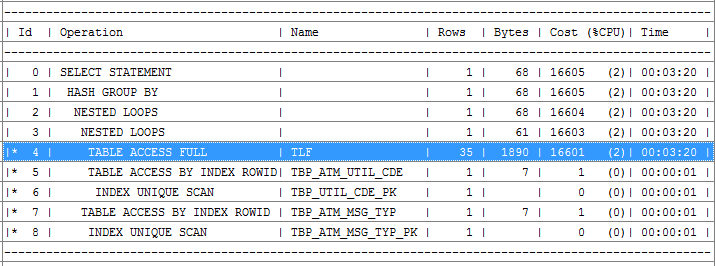 --------------------------------------------------------------------------------------------------
| Id  | Operation                      | Name               | Rows  | Bytes | Cost (%CPU)| Time     |
--------------------------------------------------------------------------------------------------
|   0 | SELECT STATEMENT               |                    |     1 |    68 | 16605   (2)| 00:03:20 |
|   1 |  HASH GROUP BY                 |                    |     1 |    68 | 16605   (2)| 00:03:20 |
|   2 |   NESTED LOOPS                 |                    |     1 |    68 | 16604   (2)| 00:03:20 |
|   3 |    NESTED LOOPS                |                    |     1 |    61 | 16603   (2)| 00:03:20 |
|*  4 |     TABLE ACCESS FULL          | TLF                |    35 |  1890 | 16601   (2)| 00:03:20 |
|*  5 |     TABLE ACCESS BY INDEX ROWID| TBP_ATM_UTIL_CDE   |     1 |     7 |     1   (0)| 00:00:01 |
|*  6 |      INDEX UNIQUE SCAN         | TBP_UTIL_CDE_PK    |     1 |       |     0   (0)| 00:00:01 |
|*  7 |    TABLE ACCESS BY INDEX ROWID | TBP_ATM_MSG_TYP    |     1 |     7 |     1   (0)| 00:00:01 |
|*  8 |     INDEX UNIQUE SCAN          | TBP_ATM_MSG_TYP_PK |     1 |       |     0   (0)| 00:00:01 |
--------------------------------------------------------------------------------------------------